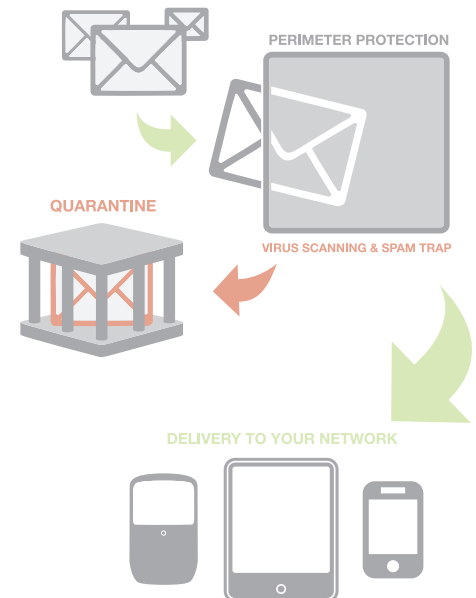 PERIMETER PROTECTION
QUARANTINE
VIRUS SCANNING & SPAM TRAP
DELIVERY TO YOUR NETWORK